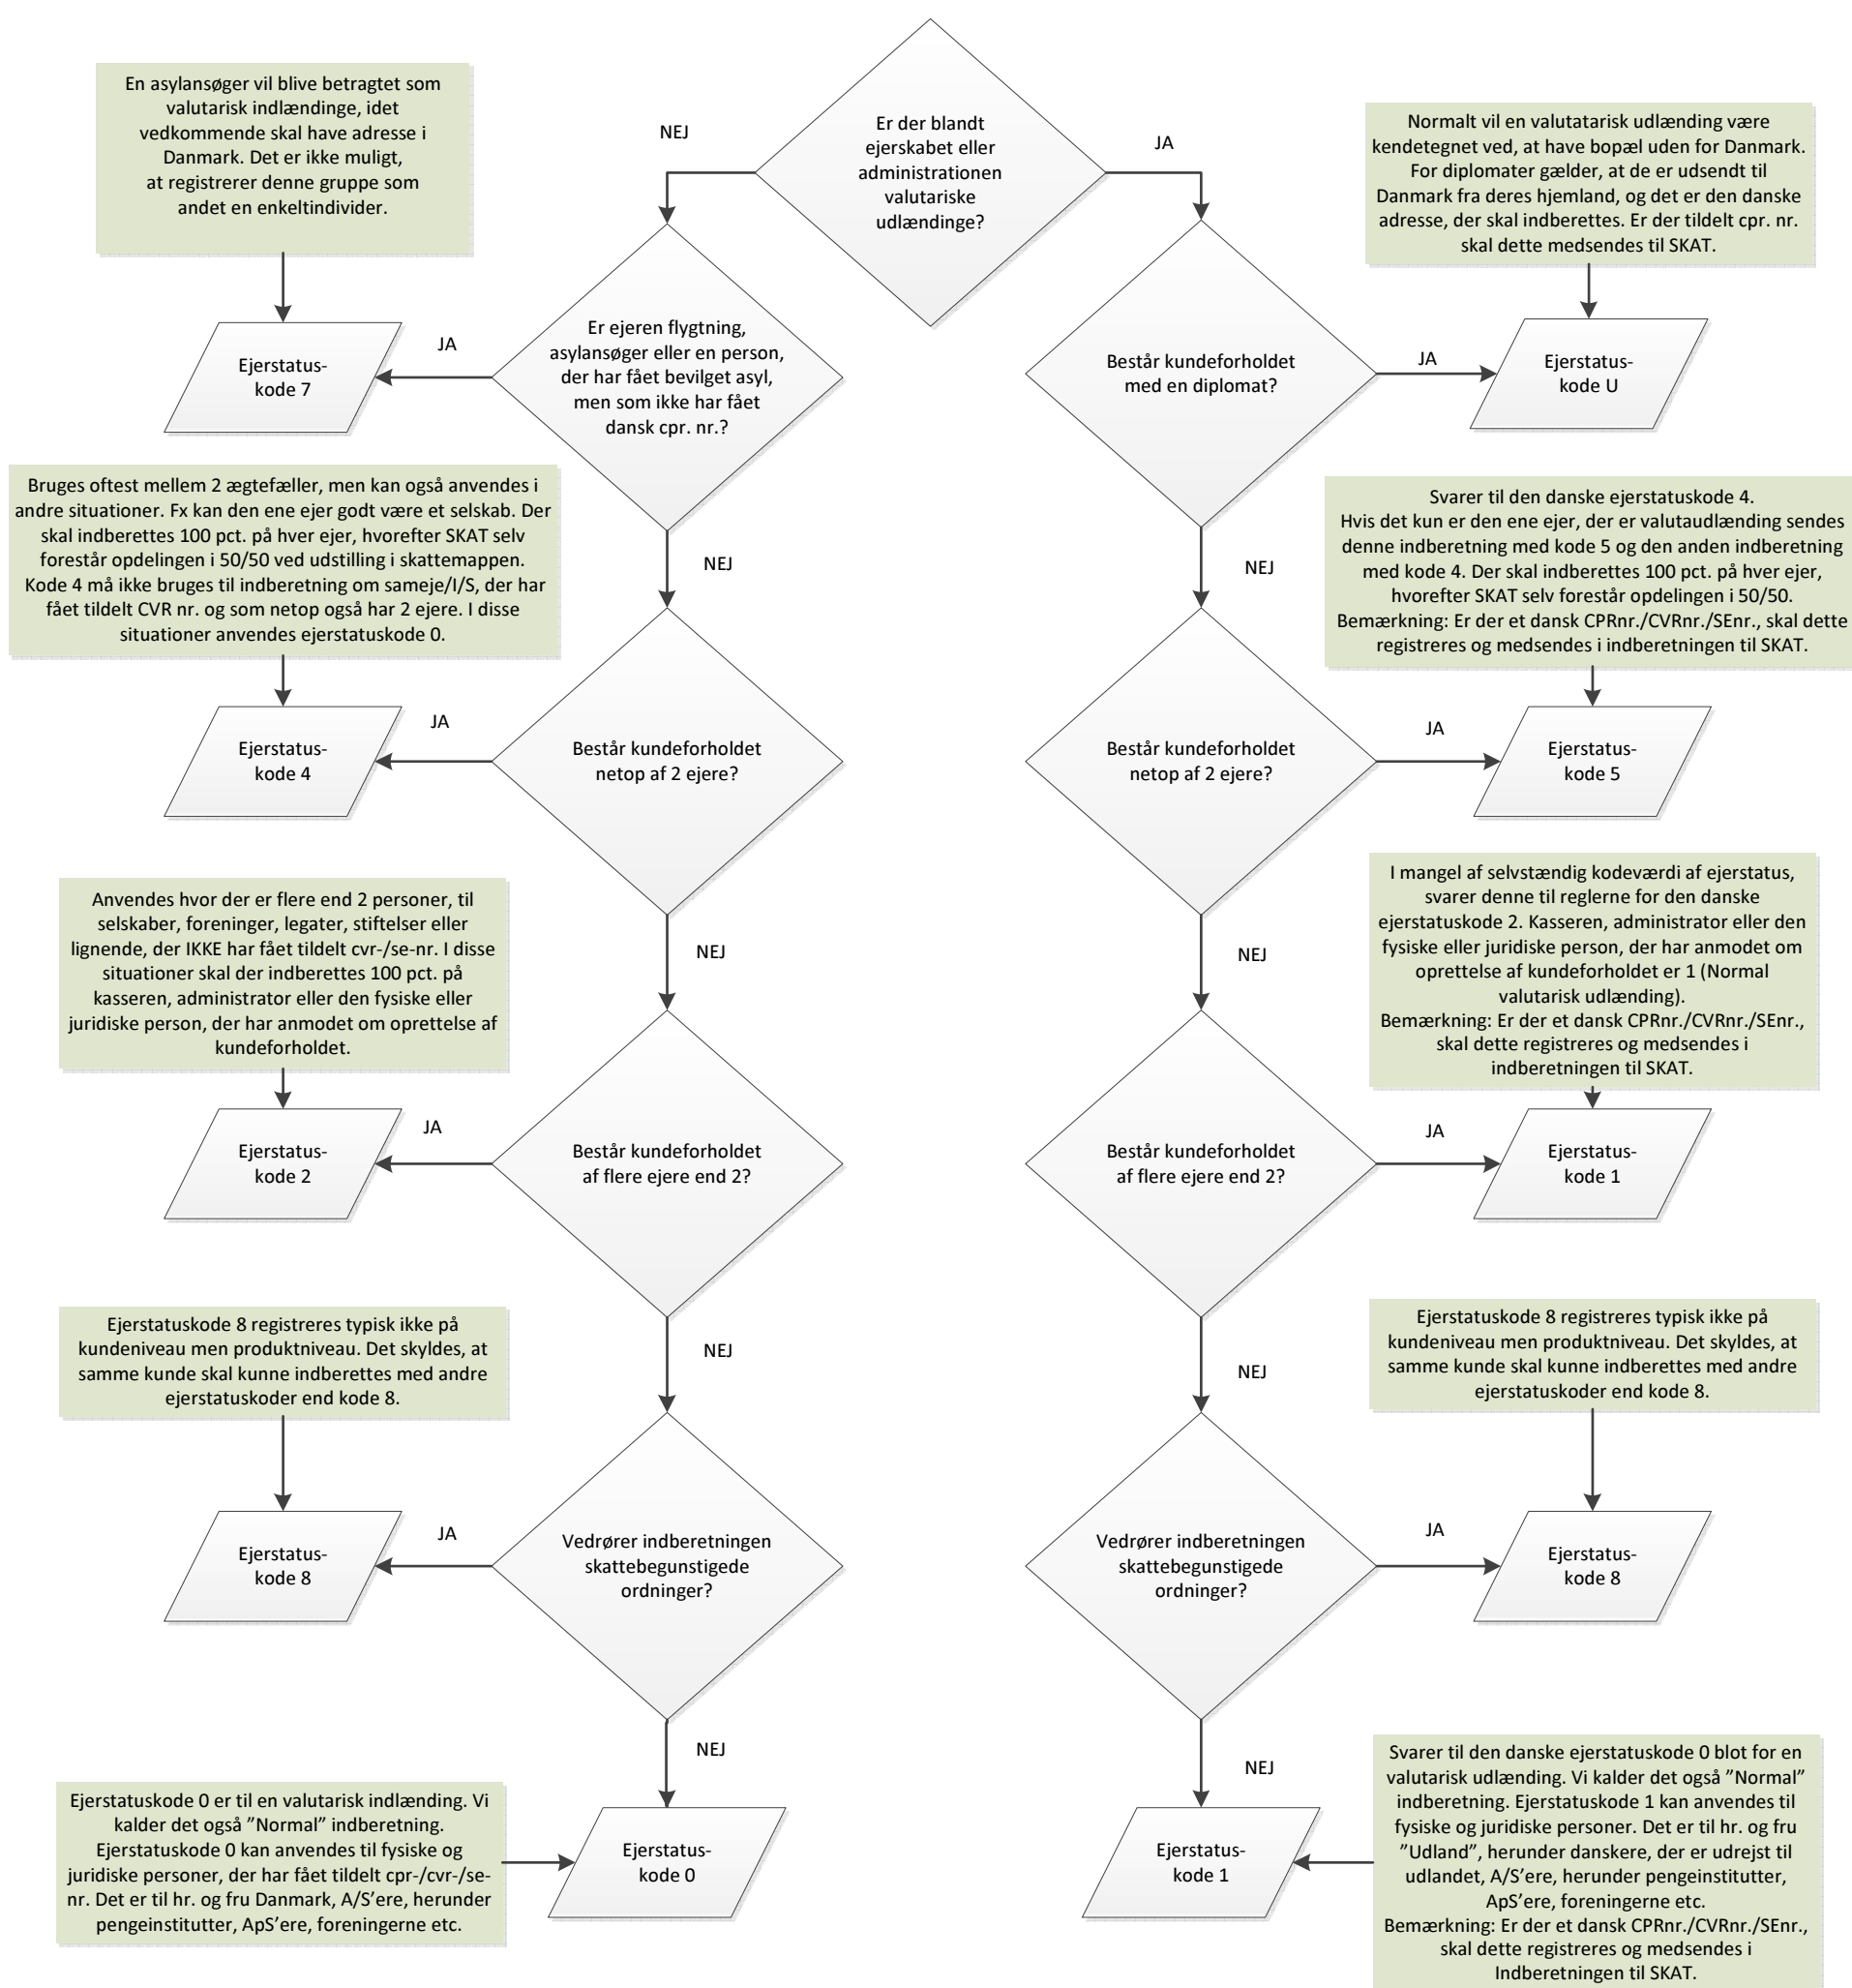 Er der blandt
ejerskabet eller
administrationen
valutariske
udlændinge?
NEJ
JA
En asylansøger vil blive betragtet som
valutarisk indlændinge, idet
vedkommende skal have adresse i
Danmark. Det er ikke muligt,
at registrerer denne gruppe som
andet en enkeltindivider.
Normalt vil en valutatarisk udlænding være
kendetegnet ved, at have bopæl uden for Danmark.
For diplomater gælder, at de er udsendt til
Danmark fra deres hjemland, og det er den danske
adresse, der skal indberettes. Er der tildelt cpr. nr.
skal dette medsendes til SKAT.
Ejerstatus-
kode 7
JA
Er ejeren flygtning,
asylansøger eller en person,
der har fået bevilget asyl,
men som ikke har fået
dansk cpr. nr.?
Består kundeforholdet
med en diplomat?
JA
Ejerstatus-
kode U
Bruges oftest mellem 2 ægtefæller, men kan også anvendes i
andre situationer. Fx kan den ene ejer godt være et selskab. Der
skal indberettes 100 pct. på hver ejer, hvorefter SKAT selv
forestår opdelingen i 50/50 ved udstilling i skattemappen.
Kode 4 må ikke bruges til indberetning om sameje/I/S, der har
fået tildelt CVR nr. og som netop også har 2 ejere. I disse
situationer anvendes ejerstatuskode 0.
NEJ
NEJ
Svarer til den danske ejerstatuskode 4.
Hvis det kun er den ene ejer, der er valutaudlænding sendes
denne indberetning med kode 5 og den anden indberetning
med kode 4. Der skal indberettes 100 pct. på hver ejer,
hvorefter SKAT selv forestår opdelingen i 50/50.
Bemærkning: Er der et dansk CPRnr./CVRnr./SEnr., skal dette
registreres og medsendes i indberetningen til SKAT.
Ejerstatus-
kode 4
JA
Består kundeforholdet
netop af 2 ejere?
Består kundeforholdet
netop af 2 ejere?
JA
Ejerstatus-
kode 5
Anvendes hvor der er flere end 2 personer, til
selskaber, foreninger, legater, stiftelser eller
lignende, der IKKE har fået tildelt cvr-/se-nr. I disse
situationer skal der indberettes 100 pct. på
kasseren, administrator eller den fysiske eller
juridiske person, der har anmodet om oprettelse af
kundeforholdet.
NEJ
NEJ
I mangel af selvstændig kodeværdi af ejerstatus,
svarer denne til reglerne for den danske
ejerstatuskode 2. Kasseren, administrator eller den
fysiske eller juridiske person, der har anmodet om
oprettelse af kundeforholdet er 1 (Normal
valutarisk udlænding).
Bemærkning: Er der et dansk CPRnr./CVRnr./SEnr.,
skal dette registreres og medsendes i
indberetningen til SKAT.
Ejerstatus-
kode 2
JA
Består kundeforholdet
af flere ejere end 2?
Består kundeforholdet
af flere ejere end 2?
JA
Ejerstatus-
kode 1
Ejerstatuskode 8 registreres typisk ikke på
kundeniveau men produktniveau. Det skyldes, at
samme kunde skal kunne indberettes med andre
ejerstatuskoder end kode 8.
NEJ
NEJ
Ejerstatuskode 8 registreres typisk ikke på
kundeniveau men produktniveau. Det skyldes, at
samme kunde skal kunne indberettes med andre
ejerstatuskoder end kode 8.
Ejerstatus-
kode 8
JA
Vedrører indberetningen
skattebegunstigede
ordninger?
Vedrører indberetningen
skattebegunstigede
ordninger?
JA
Ejerstatus-
kode 8
NEJ
NEJ
Ejerstatuskode 0 er til en valutarisk indlænding. Vi
kalder det også ”Normal” indberetning.
Ejerstatuskode 0 kan anvendes til fysiske og
juridiske personer, der har fået tildelt cpr-/cvr-/se-
nr. Det er til hr. og fru Danmark, A/S’ere, herunder
pengeinstitutter, ApS’ere, foreningerne etc.
Ejerstatus-
kode 0
Ejerstatus-
kode 1
Svarer til den danske ejerstatuskode 0 blot for en
valutarisk udlænding. Vi kalder det også ”Normal”
indberetning. Ejerstatuskode 1 kan anvendes til
fysiske og juridiske personer. Det er til hr. og fru
”Udland”, herunder danskere, der er udrejst til
udlandet, A/S’ere, herunder pengeinstitutter,
ApS’ere, foreningerne etc.
Bemærkning: Er der et dansk CPRnr./CVRnr./SEnr.,
skal dette registreres og medsendes i
Indberetningen til SKAT.